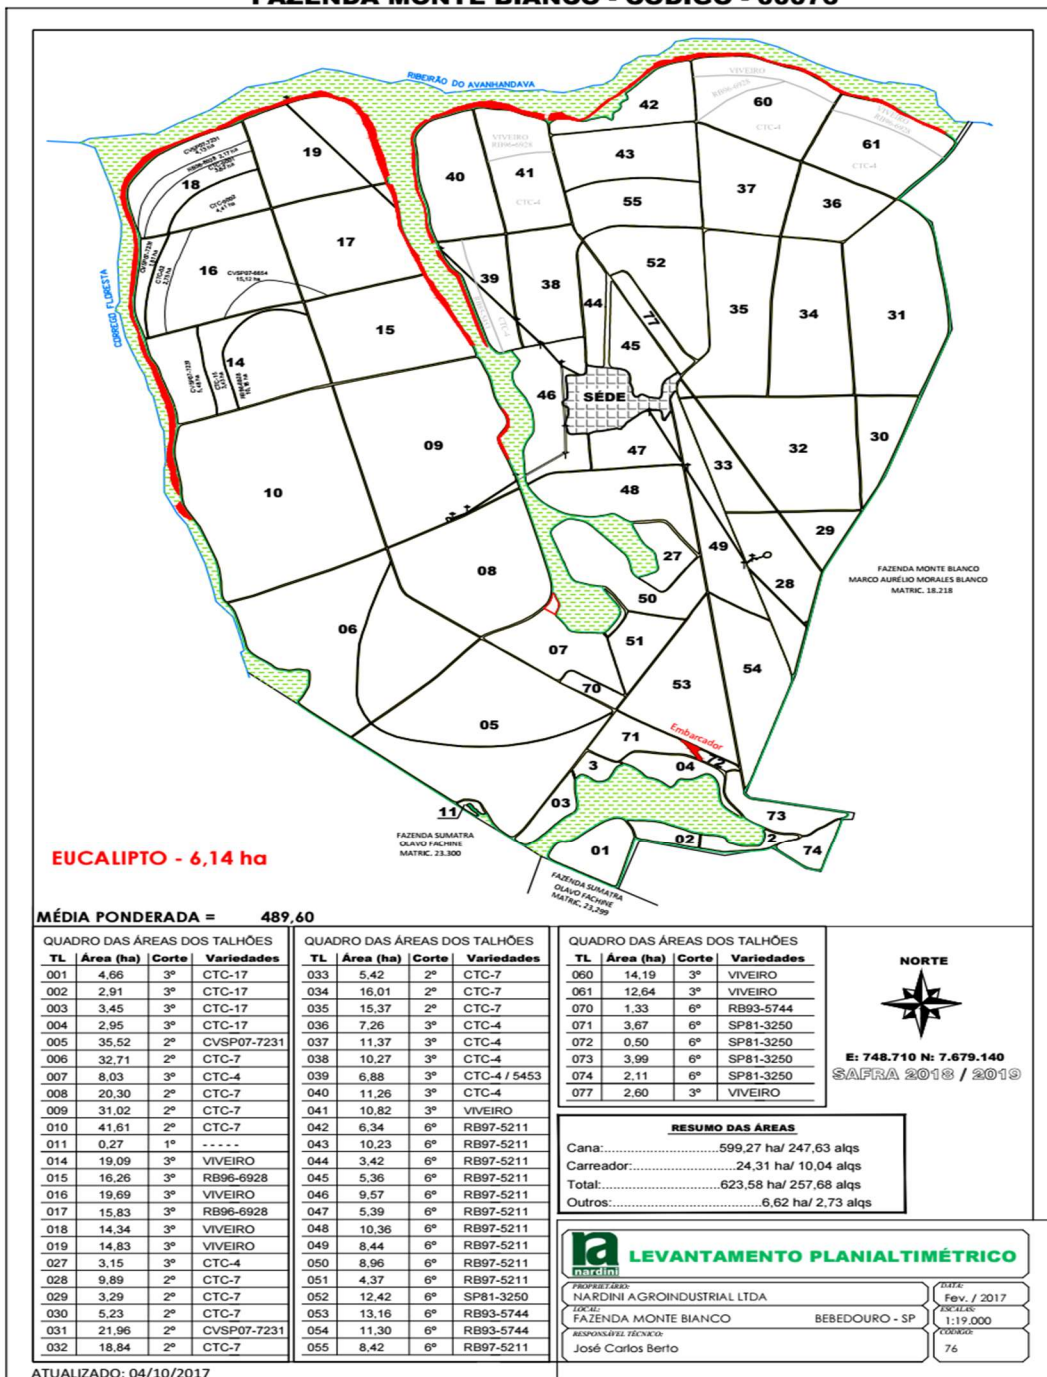 FAZENDA MONTE BIANCO - CÓDIGO - 00076
RIBEIRÃO DO AVANHANDAVA
CORREGO FLORESTA
VIVEIRO
RB96-6928
60
CTC-4
VIVEIRO
RB96-6928
61
CTC-4
42
19
18
CVSP07-7231
40
VIVEIRO
RB96-6928
41
CTC-4
43
37
36
55
17
16
CVSP07-6654
15,12 ha
39
CTC-4
38
44
52
77
45
35
34
31
15
14
46
SÉDE
09
47
33
32
30
10
48
29
27
49
28
FAZENDA MONTE BLANCO
MARCO AURÉLIO MORALES BLANCO
MATRIC. 18.218
08
50
06
07
51
70
53
54
05
71
Embarcador
72
3
04
03
11
73
02
2
01
74
FAZENDA SUMATRA
OLAVO FACHINE
MATRIC. 23.300
FAZENDA SUMATRA
OLAVO FACHINE
MATRIC. 23,299
EUCALIPTO - 6,14 ha
MÉDIA PONDERADA = 489,60
QUADRO DAS ÁREAS DOS TALHÕES
TL Área (ha) Corte Variedades
001 4,66 3º CTC-17
002 2,91 3º CTC-17
003 3,45 3º CTC-17
004 2,95 3º CTC-17
005 35,52 2º CVSP07-7231
006 32,71 2º CTC-7
007 8,03 3º CTC-4
008 20,30 2º CTC-7
009 31,02 2º CTC-7
010 41,61 2º CTC-7
011 0,27 1º - - - - -
014 19,09 3º VIVEIRO
015 16,26 3º RB96-6928
016 19,69 3º VIVEIRO
017 15,83 3º RB96-6928
018 14,34 3º VIVEIRO
019 14,83 3º VIVEIRO
027 3,15 3º CTC-4
028 9,89 2º CTC-7
029 3,29 2º CTC-7
030 5,23 2º CTC-7
031 21,96 2º CVSP07-7231
032 18,84 2º CTC-7
QUADRO DAS ÁREAS DOS TALHÕES
TL Área (ha) Corte Variedades
033 5,42 2º CTC-7
034 16,01 2º CTC-7
035 15,37 2º CTC-7
036 7,26 3º CTC-4
037 11,37 3º CTC-4
038 10,27 3º CTC-4
039 6,88 3º CTC-4 / 5453
040 11,26 3º CTC-4
041 10,82 3º VIVEIRO
042 6,34 6º RB97-5211
043 10,23 6º RB97-5211
044 3,42 6º RB97-5211
045 5,36 6º RB97-5211
046 9,57 6º RB97-5211
047 5,39 6º RB97-5211
048 10,36 6º RB97-5211
049 8,44 6º RB97-5211
050 8,96 6º RB97-5211
051 4,37 6º RB97-5211
052 12,42 6º SP81-3250
053 13,16 6º RB93-5744
054 11,30 6º RB93-5744
055 8,42 6º RB97-5211
QUADRO DAS ÁREAS DOS TALHÕES
TL Área (ha) Corte Variedades
060 14,19 3º VIVEIRO
061 12,64 3º VIVEIRO
070 1,33 6º RB93-5744
071 3,67 6º SP81-3250
072 0,50 6º SP81-3250
073 3,99 6º SP81-3250
074 2,11 6º SP81-3250
077 2,60 3º VIVEIRO
NORTE
E: 748.710 N: 7.679.140
SAFRA 2018 / 2019
RESUMO DAS ÁREAS
Cana:............................599,27 ha/ 247,63 alqs
Carreador:.........................24,31 ha/ 10,04 alqs
Total:.............................623,58 ha/ 257,68 alqs
Outros:.....................................6,62 ha/ 2,73 alqs
nardini
LEVANTAMENTO PLANIALTIMÉTRICO
PROPRIETÁRIO:
NARDINI AGROINDUSTRIAL LTDA
DATA:
Fev. / 2017
LOCAL:
FAZENDA MONTE BIANCO BEBEDOURO - SP
ESCALAS:
1:19.000
RESPONSÁVEL TÉCNICO:
José Carlos Berto
CÓDIGO:
76
ATUALIZADO: 04/10/2017